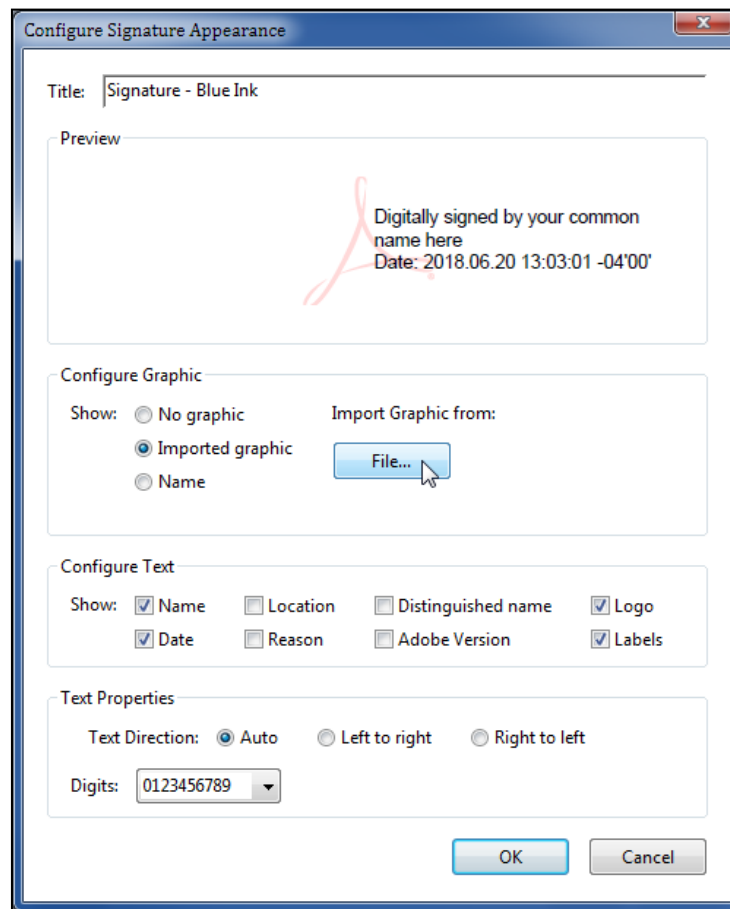 Configure Signature Appearance
Title: Signature - Blue Ink
Preview
Digitally signed by your common
name here
Date: 2018.06.20 13:03:01 -04'00'
Configure Graphic
Show: No graphic Import Graphic from:
Imported graphic File...
Name
Configure Text
Show: Name Location Distinguished name Logo
Date Reason Adobe Version Labels
Text Properties
Text Direction: Auto Left to right Right to left
Digits: 0123456789
OK Cancel